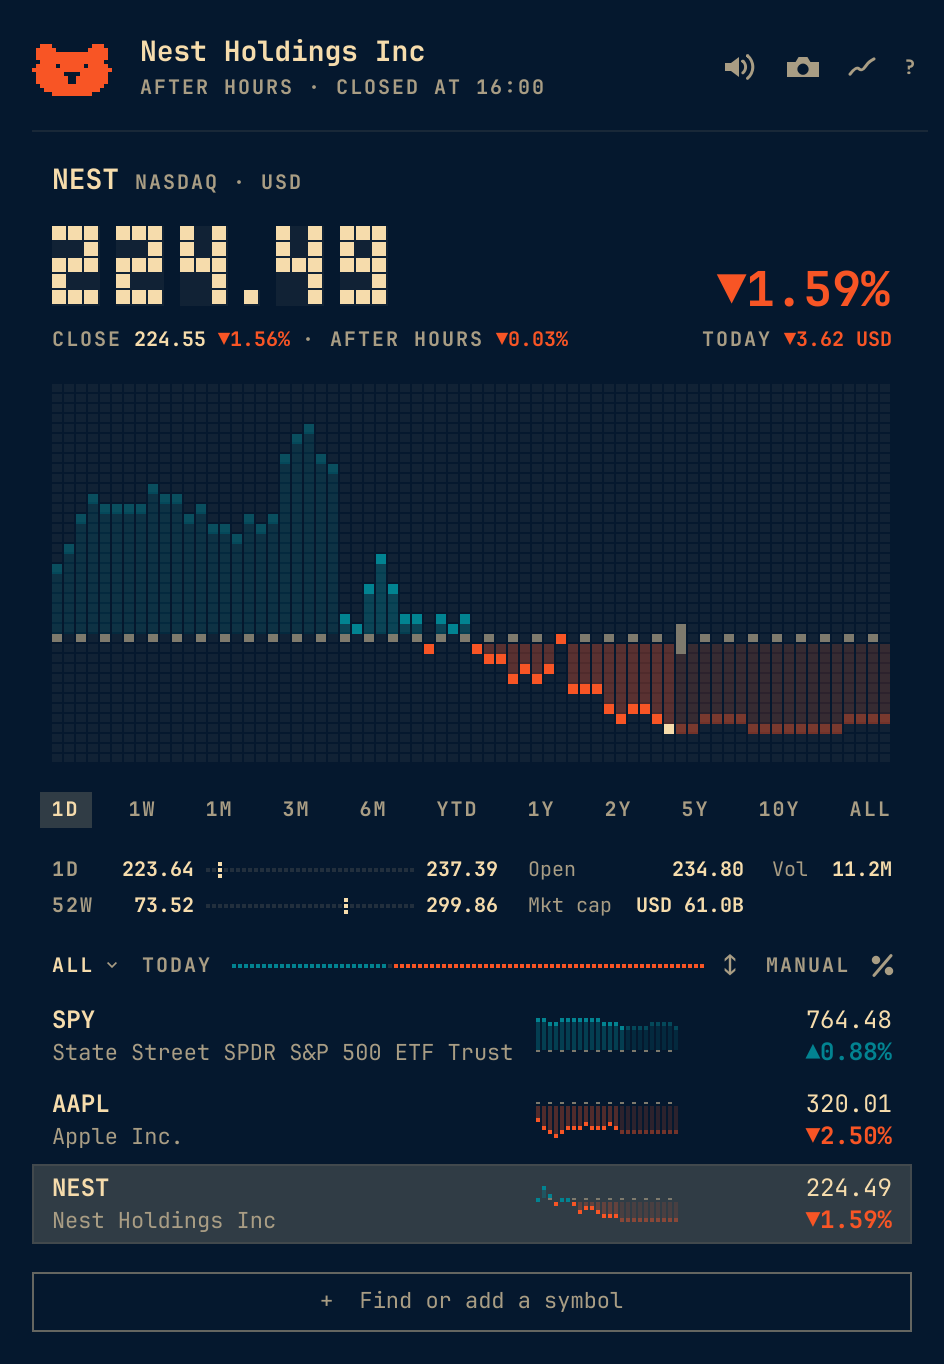 Nest Holdings Inc
AFTER HOURS · CLOSED AT 16:00
?
NEST NASDAQ · USD
224.49
▼1.59%
CLOSE 224.55 ▼1.56% · AFTER HOURS ▼0.03%
TODAY ▼3.62 USD
1D 1W 1M 3M 6M YTD 1Y 2Y 5Y 10Y ALL
1D 223.64 237.39 Open 234.80 Vol 11.2M
52W 73.52 299.86 Mkt cap USD 61.0B
ALL TODAY MANUAL %
SPY 764.48
State Street SPDR S&P 500 ETF Trust ▲0.88%
AAPL 320.01
Apple Inc. ▼2.50%
NEST 224.49
Nest Holdings Inc ▼1.59%
+ Find or add a symbol